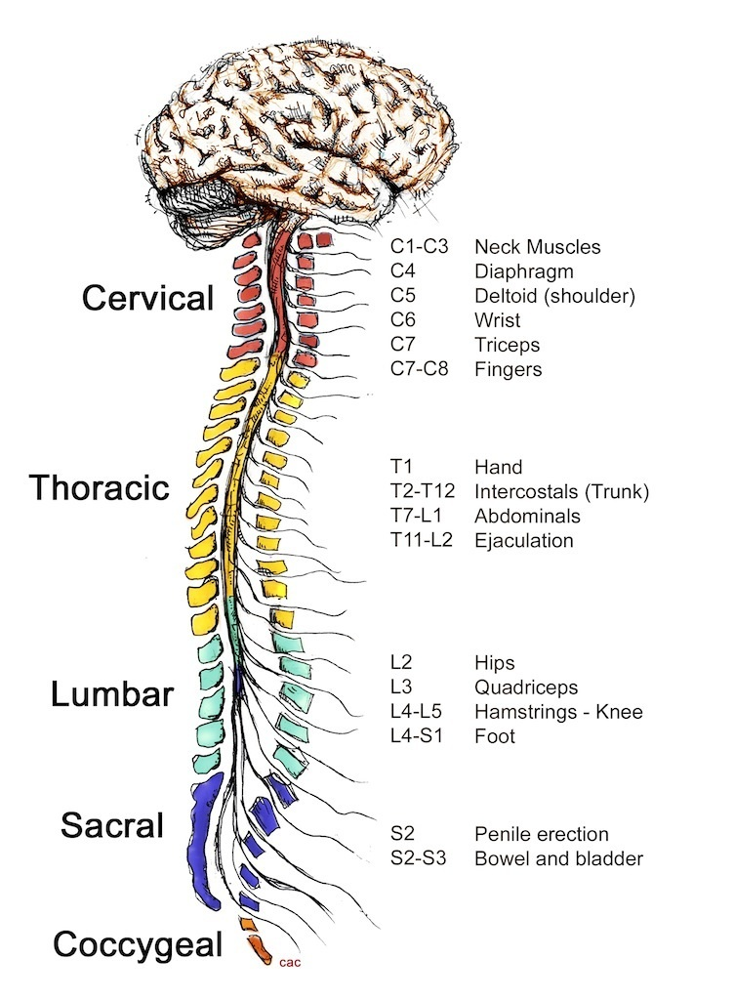 Cervical
C1-C3 Neck Muscles
C4 Diaphragm
C5 Deltoid (shoulder)
C6 Wrist
C7 Triceps
C7-C8 Fingers
Thoracic
T1 Hand
T2-T12 Intercostals (Trunk)
T7-L1 Abdominals
T11-L2 Ejaculation
Lumbar
L2 Hips
L3 Quadriceps
L4-L5 Hamstrings - Knee
L4-S1 Foot
Sacral
S2 Penile erection
S2-S3 Bowel and bladder
Coccygeal
cac